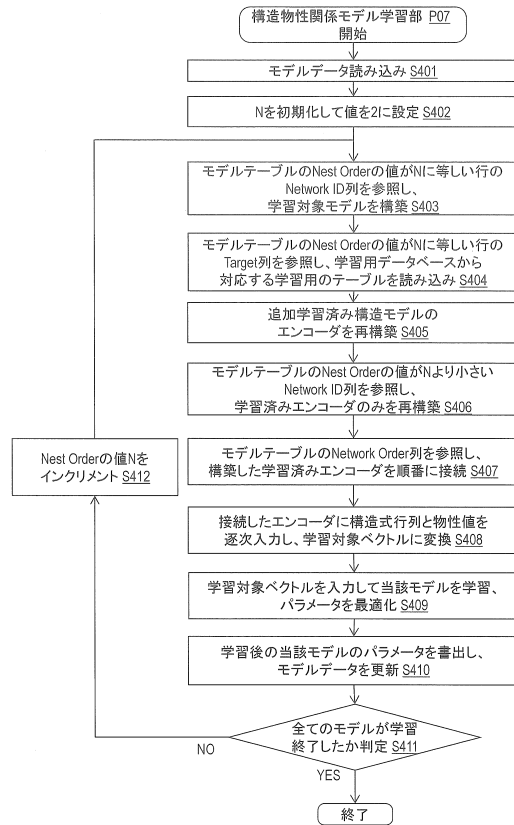 構造物性関係モデル学習部 P07
開始
モデルデータ読み込み S401
Nを初期化して値を2に設定 S402
モデルテーブルのNest Orderの値がNに等しい行の
Network ID列を参照し、
学習対象モデルを構築 S403
モデルテーブルのNest Orderの値がNに等しい行の
Target列を参照し、学習用データベースから
対応する学習用のテーブルを読み込み S404
追加学習済み構造モデルの
エンコーダを再構築 S405
モデルテーブルのNest Orderの値がNより小さい
Network ID列を参照し、
学習済みエンコーダのみを再構築 S406
モデルテーブルのNetwork Order列を参照し、
構築した学習済みエンコーダを順番に接続 S407
接続したエンコーダに構造式行列と物性値を
逐次入力し、学習対象ベクトルに変換 S408
学習対象ベクトルを入力して当該モデルを学習、
パラメータを最適化 S409
学習後の当該モデルのパラメータを書出し、
モデルデータを更新 S410
全てのモデルが学習
終了したか判定 S411
NO
YES
Nest Orderの値Nを
インクリメント S412
終了